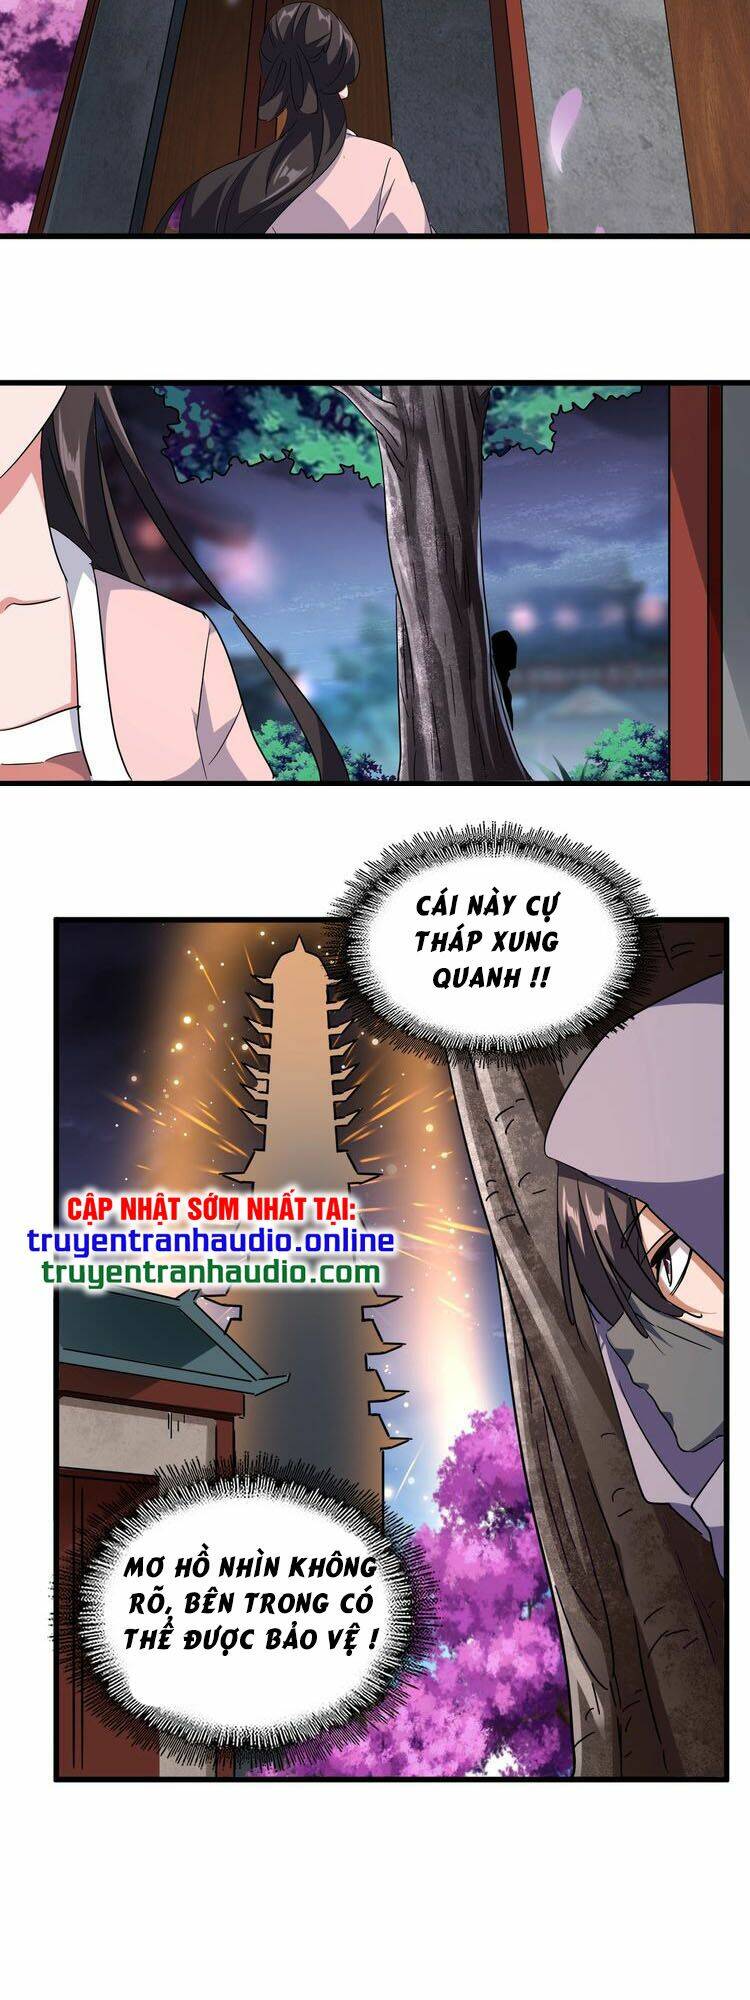 CÁI NÀY CỰ
THÁP XUNG
QUANH !!
CẬP NHẬT SỚM NHẤT TẠI:
truyentranhaudio.online
truyentranhaudio.com
MƠ HỒ NHÌN KHÔNG
RÕ, BÊN TRONG CÓ
THỂ ĐƯỢC BẢO VỆ !